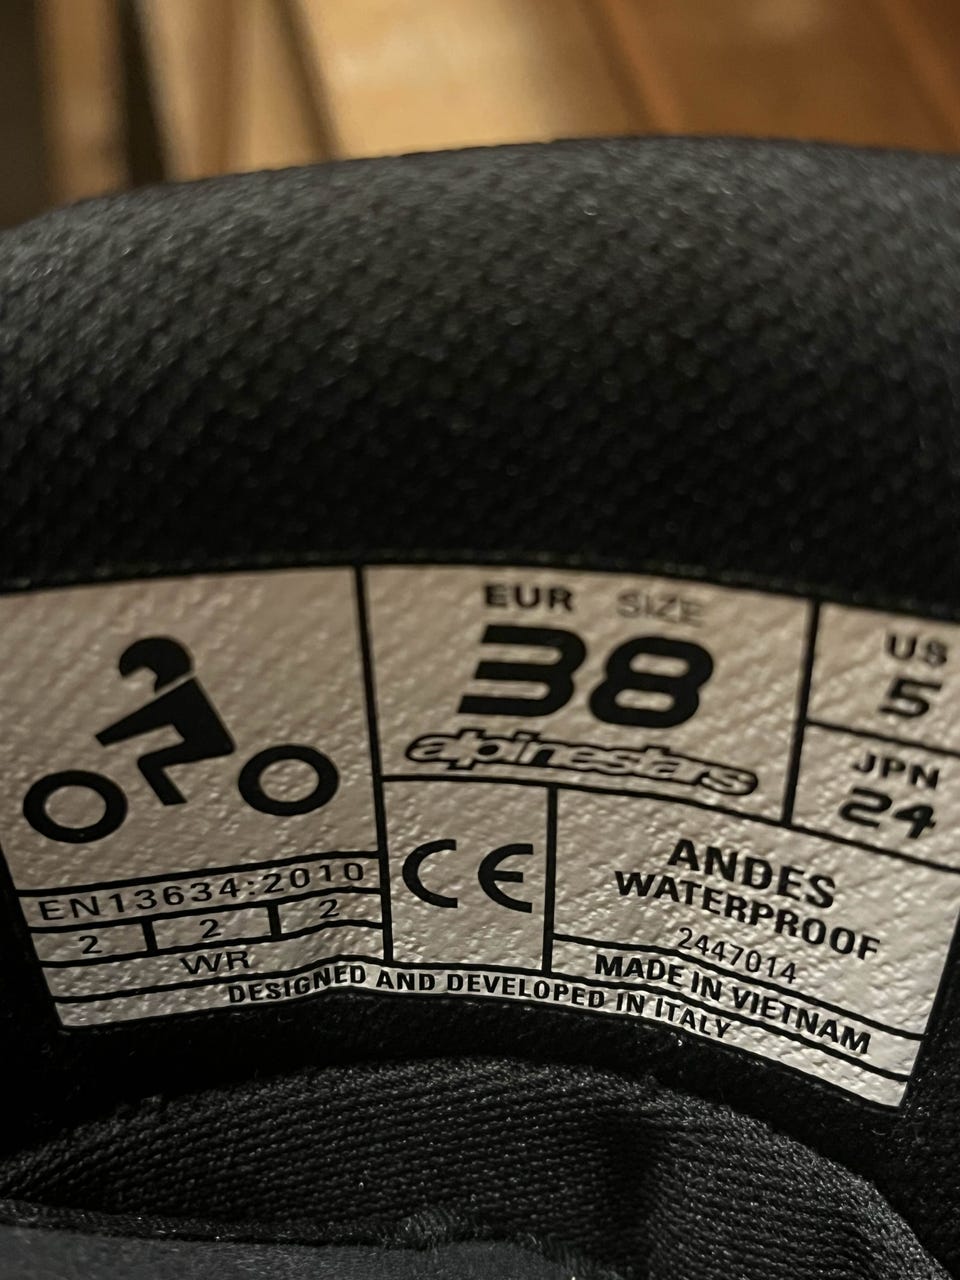 EUR SIZE
38
alpinestars
US
5
JPN
24
EN13634:2010
2 2 2
WR
CE
ANDES
WATERPROOF
2447014
MADE IN VIETNAM
DESIGNED AND DEVELOPED IN ITALY